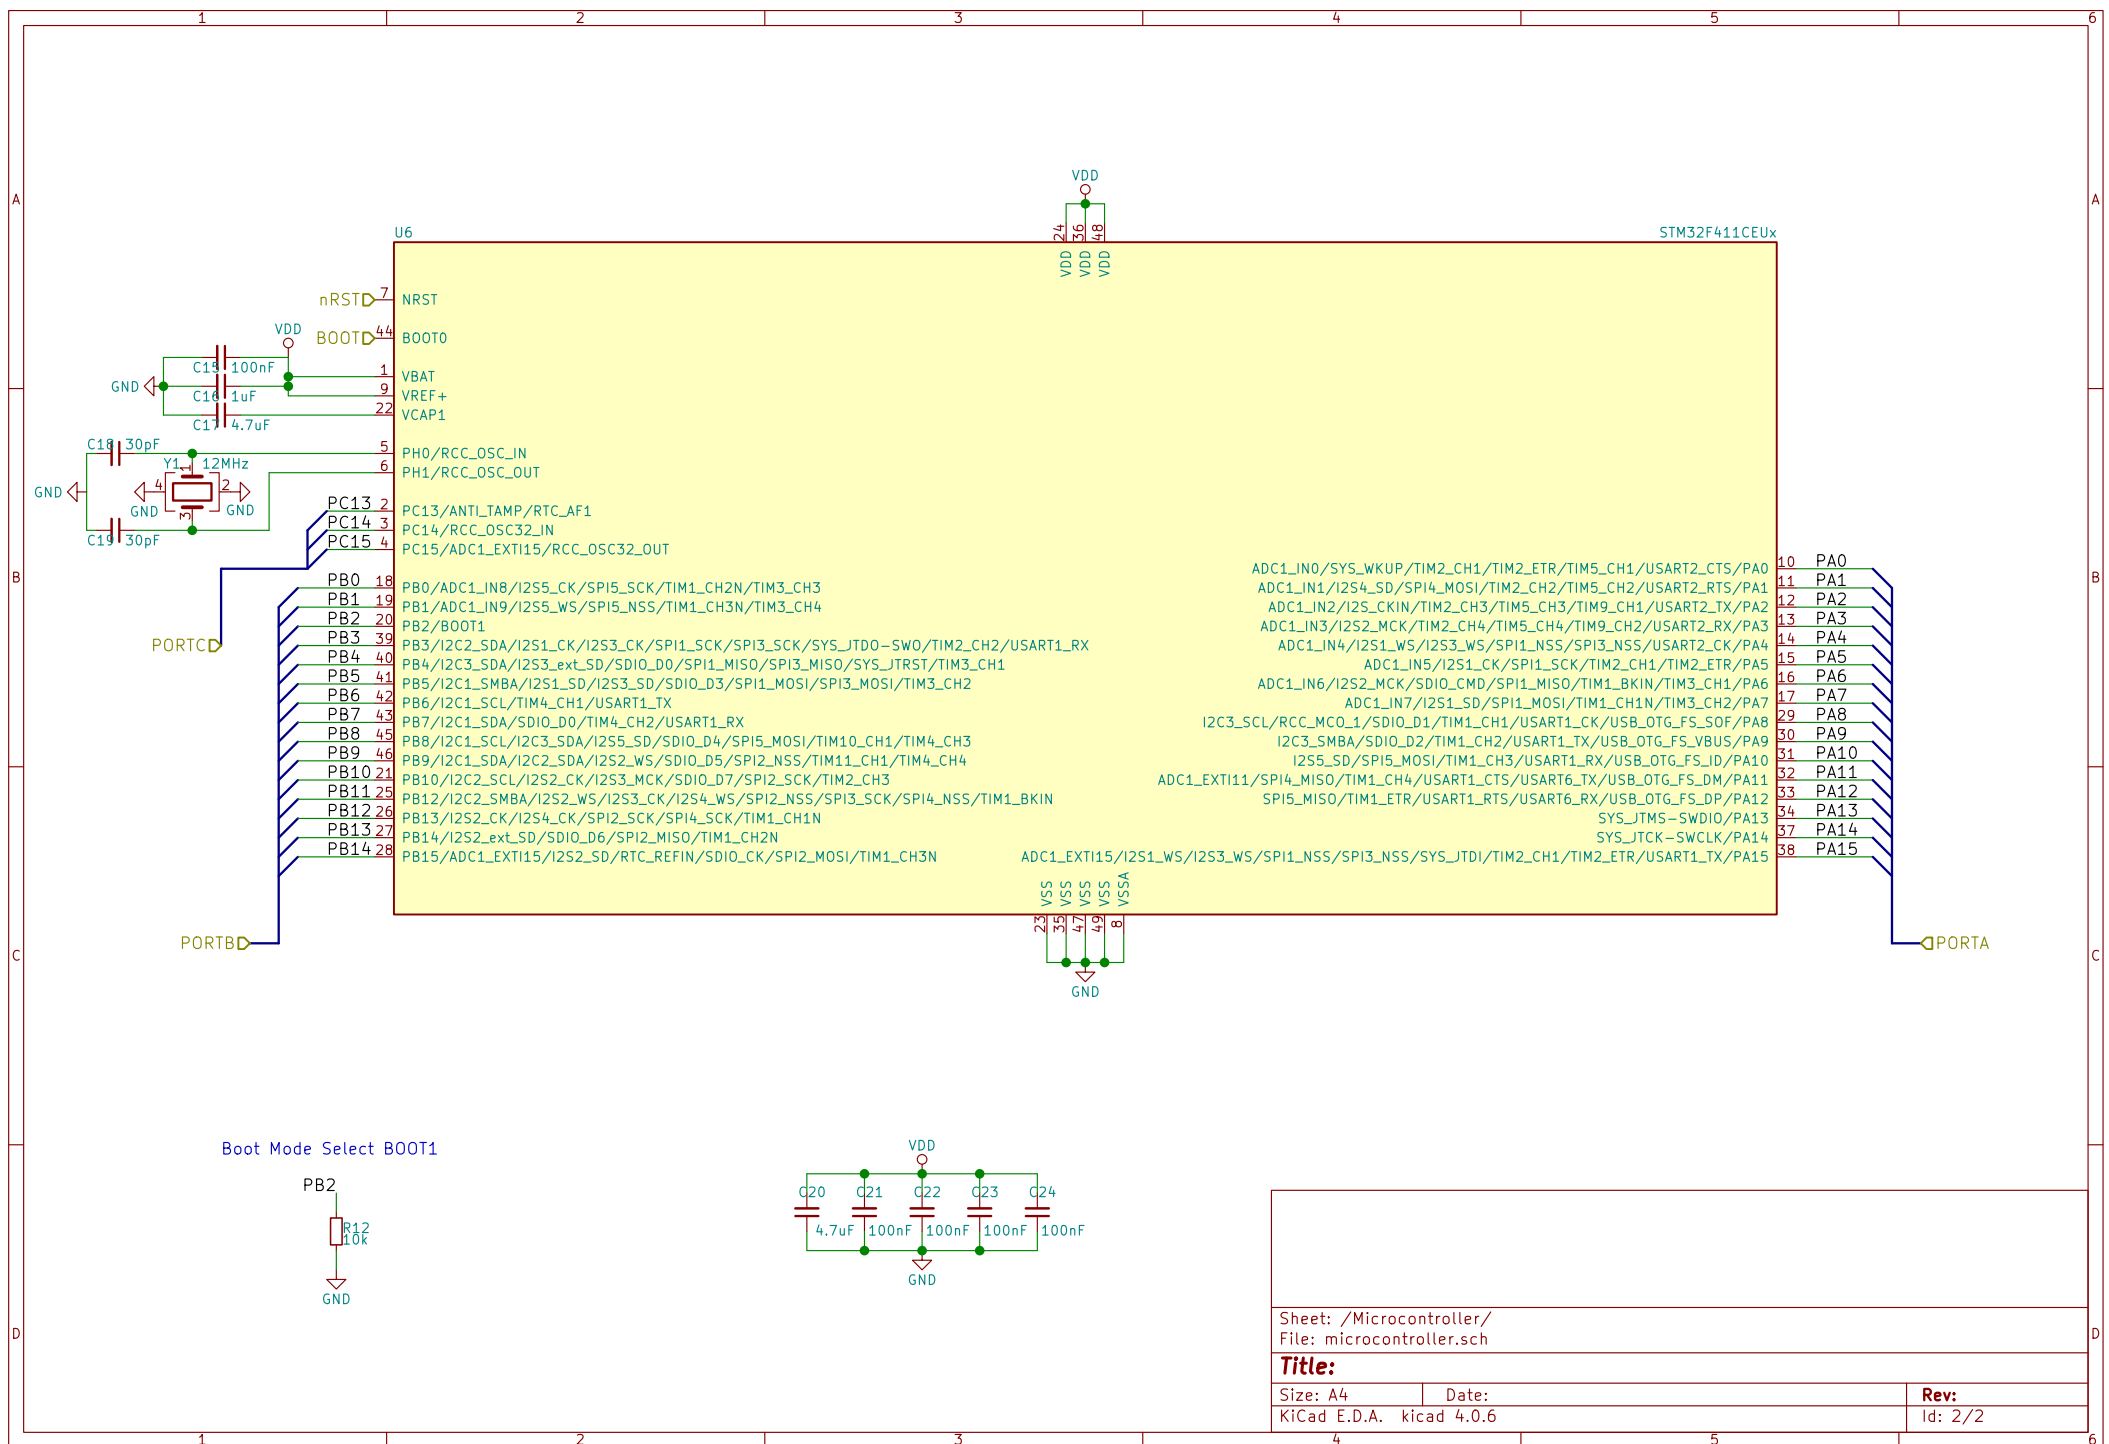 1 2 3 4 5 6
A A
B B
C C
D D
1 2 3 4 5 6
VDD
U6
STM32F411CEUx
24 36 48
VDD VDD VDD
nRST 7 NRST
BOOT 44 BOOT0
VDD
C15 100nF
1 VBAT
GND
C16 1uF
9 VREF+
C17 4.7uF
22 VCAP1
C18 30pF
5 PH0/RCC_OSC_IN
Y1 12MHz
6 PH1/RCC_OSC_OUT
1 2 3 4
GND GND GND
C19 30pF
PC13 2 PC13/ANTI_TAMP/RTC_AF1
PC14 3 PC14/RCC_OSC32_IN
PC15 4 PC15/ADC1_EXTI15/RCC_OSC32_OUT
PORTC
PB0 18 PB0/ADC1_IN8/I2S5_CK/SPI5_SCK/TIM1_CH2N/TIM3_CH3
PB1 19 PB1/ADC1_IN9/I2S5_WS/SPI5_NSS/TIM1_CH3N/TIM3_CH4
PB2 20 PB2/BOOT1
PB3 39 PB3/I2C2_SDA/I2S1_CK/I2S3_CK/SPI1_SCK/SPI3_SCK/SYS_JTDO-SWO/TIM2_CH2/USART1_RX
PB4 40 PB4/I2C3_SDA/I2S3_ext_SD/SDIO_D0/SPI1_MISO/SPI3_MISO/SYS_JTRST/TIM3_CH1
PB5 41 PB5/I2C1_SMBA/I2S1_SD/I2S3_SD/SDIO_D3/SPI1_MOSI/SPI3_MOSI/TIM3_CH2
PB6 42 PB6/I2C1_SCL/TIM4_CH1/USART1_TX
PB7 43 PB7/I2C1_SDA/SDIO_D0/TIM4_CH2/USART1_RX
PB8 45 PB8/I2C1_SCL/I2C3_SDA/I2S5_SD/SDIO_D4/SPI5_MOSI/TIM10_CH1/TIM4_CH3
PB9 46 PB9/I2C1_SDA/I2C2_SDA/I2S2_WS/SDIO_D5/SPI2_NSS/TIM11_CH1/TIM4_CH4
PB10 21 PB10/I2C2_SCL/I2S2_CK/I2S3_MCK/SDIO_D7/SPI2_SCK/TIM2_CH3
PB11 25 PB12/I2C2_SMBA/I2S2_WS/I2S3_CK/I2S4_WS/SPI2_NSS/SPI3_SCK/SPI4_NSS/TIM1_BKIN
PB12 26 PB13/I2S2_CK/I2S4_CK/SPI2_SCK/SPI4_SCK/TIM1_CH1N
PB13 27 PB14/I2S2_ext_SD/SDIO_D6/SPI2_MISO/TIM1_CH2N
PB14 28 PB15/ADC1_EXTI15/I2S2_SD/RTC_REFIN/SDIO_CK/SPI2_MOSI/TIM1_CH3N
PORTB
ADC1_IN0/SYS_WKUP/TIM2_CH1/TIM2_ETR/TIM5_CH1/USART2_CTS/PA0 10 PA0
ADC1_IN1/I2S4_SD/SPI4_MOSI/TIM2_CH2/TIM5_CH2/USART2_RTS/PA1 11 PA1
ADC1_IN2/I2S_CKIN/TIM2_CH3/TIM5_CH3/TIM9_CH1/USART2_TX/PA2 12 PA2
ADC1_IN3/I2S2_MCK/TIM2_CH4/TIM5_CH4/TIM9_CH2/USART2_RX/PA3 13 PA3
ADC1_IN4/I2S1_WS/I2S3_WS/SPI1_NSS/SPI3_NSS/USART2_CK/PA4 14 PA4
ADC1_IN5/I2S1_CK/SPI1_SCK/TIM2_CH1/TIM2_ETR/PA5 15 PA5
ADC1_IN6/I2S2_MCK/SDIO_CMD/SPI1_MISO/TIM1_BKIN/TIM3_CH1/PA6 16 PA6
ADC1_IN7/I2S1_SD/SPI1_MOSI/TIM1_CH1N/TIM3_CH2/PA7 17 PA7
I2C3_SCL/RCC_MCO_1/SDIO_D1/TIM1_CH1/USART1_CK/USB_OTG_FS_SOF/PA8 29 PA8
I2C3_SMBA/SDIO_D2/TIM1_CH2/USART1_TX/USB_OTG_FS_VBUS/PA9 30 PA9
I2S5_SD/SPI5_MOSI/TIM1_CH3/USART1_RX/USB_OTG_FS_ID/PA10 31 PA10
ADC1_EXTI11/SPI4_MISO/TIM1_CH4/USART1_CTS/USART6_TX/USB_OTG_FS_DM/PA11 32 PA11
SPI5_MISO/TIM1_ETR/USART1_RTS/USART6_RX/USB_OTG_FS_DP/PA12 33 PA12
SYS_JTMS-SWDIO/PA13 34 PA13
SYS_JTCK-SWCLK/PA14 37 PA14
ADC1_EXTI15/I2S1_WS/I2S3_WS/SPI1_NSS/SPI3_NSS/SYS_JTDI/TIM2_CH1/TIM2_ETR/USART1_TX/PA15 38 PA15
PORTA
VSS VSS VSS VSS VSSA
23 35 47 49 8
GND
Boot Mode Select BOOT1
PB2
R12
10k
GND
VDD
C20 C21 C22 C23 C24
4.7uF 100nF 100nF 100nF 100nF
GND
Sheet: /Microcontroller/
File: microcontroller.sch
Title:
Size: A4 Date: Rev:
KiCad E.D.A. kicad 4.0.6 Id: 2/2